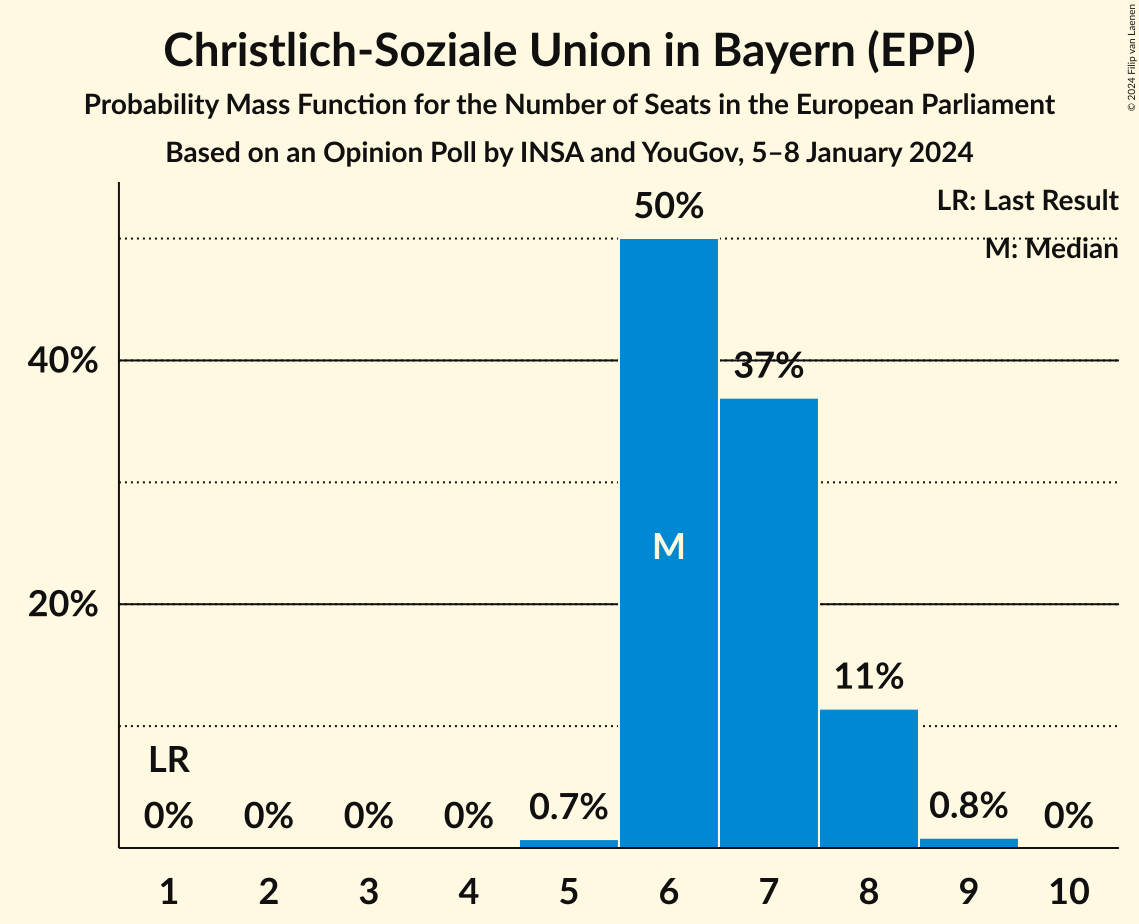 Christlich-Soziale Union in Bayern (EPP)
Probability Mass Function for the Number of Seats in the European Parliament
Based on an Opinion Poll by INSA and YouGov, 5–8 January 2024
© 2024 Filip van Laenen
LR: Last Result
M: Median
50%
40%
37%
M
20%
11%
LR
0%
0%
0%
0%
0.7%
0.8%
0%
1 2 3 4 5 6 7 8 9 10